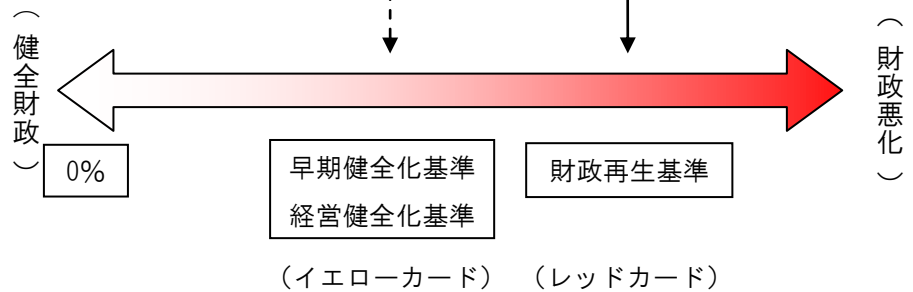 （健全財政）
（財政悪化）
0%
早期健全化基準
経営健全化基準
財政再生基準
（イエローカード）
（レッドカード）